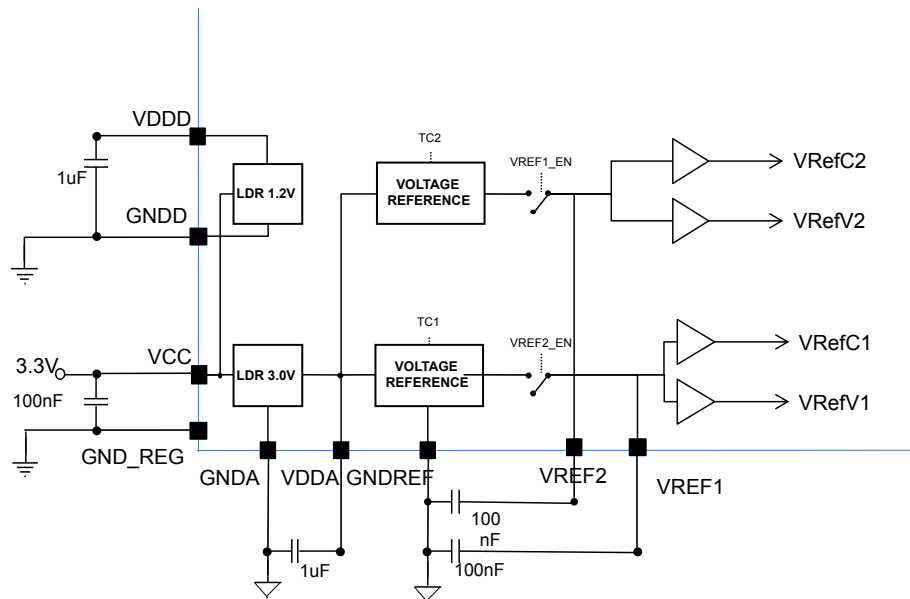 VDDD
1uF
LDR 1.2V
GNDD
TC2
VOLTAGE
REFERENCE
VREF1_EN
VRefC2
VRefV2
3.3V
VCC
100nF
LDR 3.0V
GND_REG
TC1
VOLTAGE
REFERENCE
VREF2_EN
VRefC1
VRefV1
GNDA
VDDA
GNDREF
VREF2
VREF1
1uF
100
nF
100nF